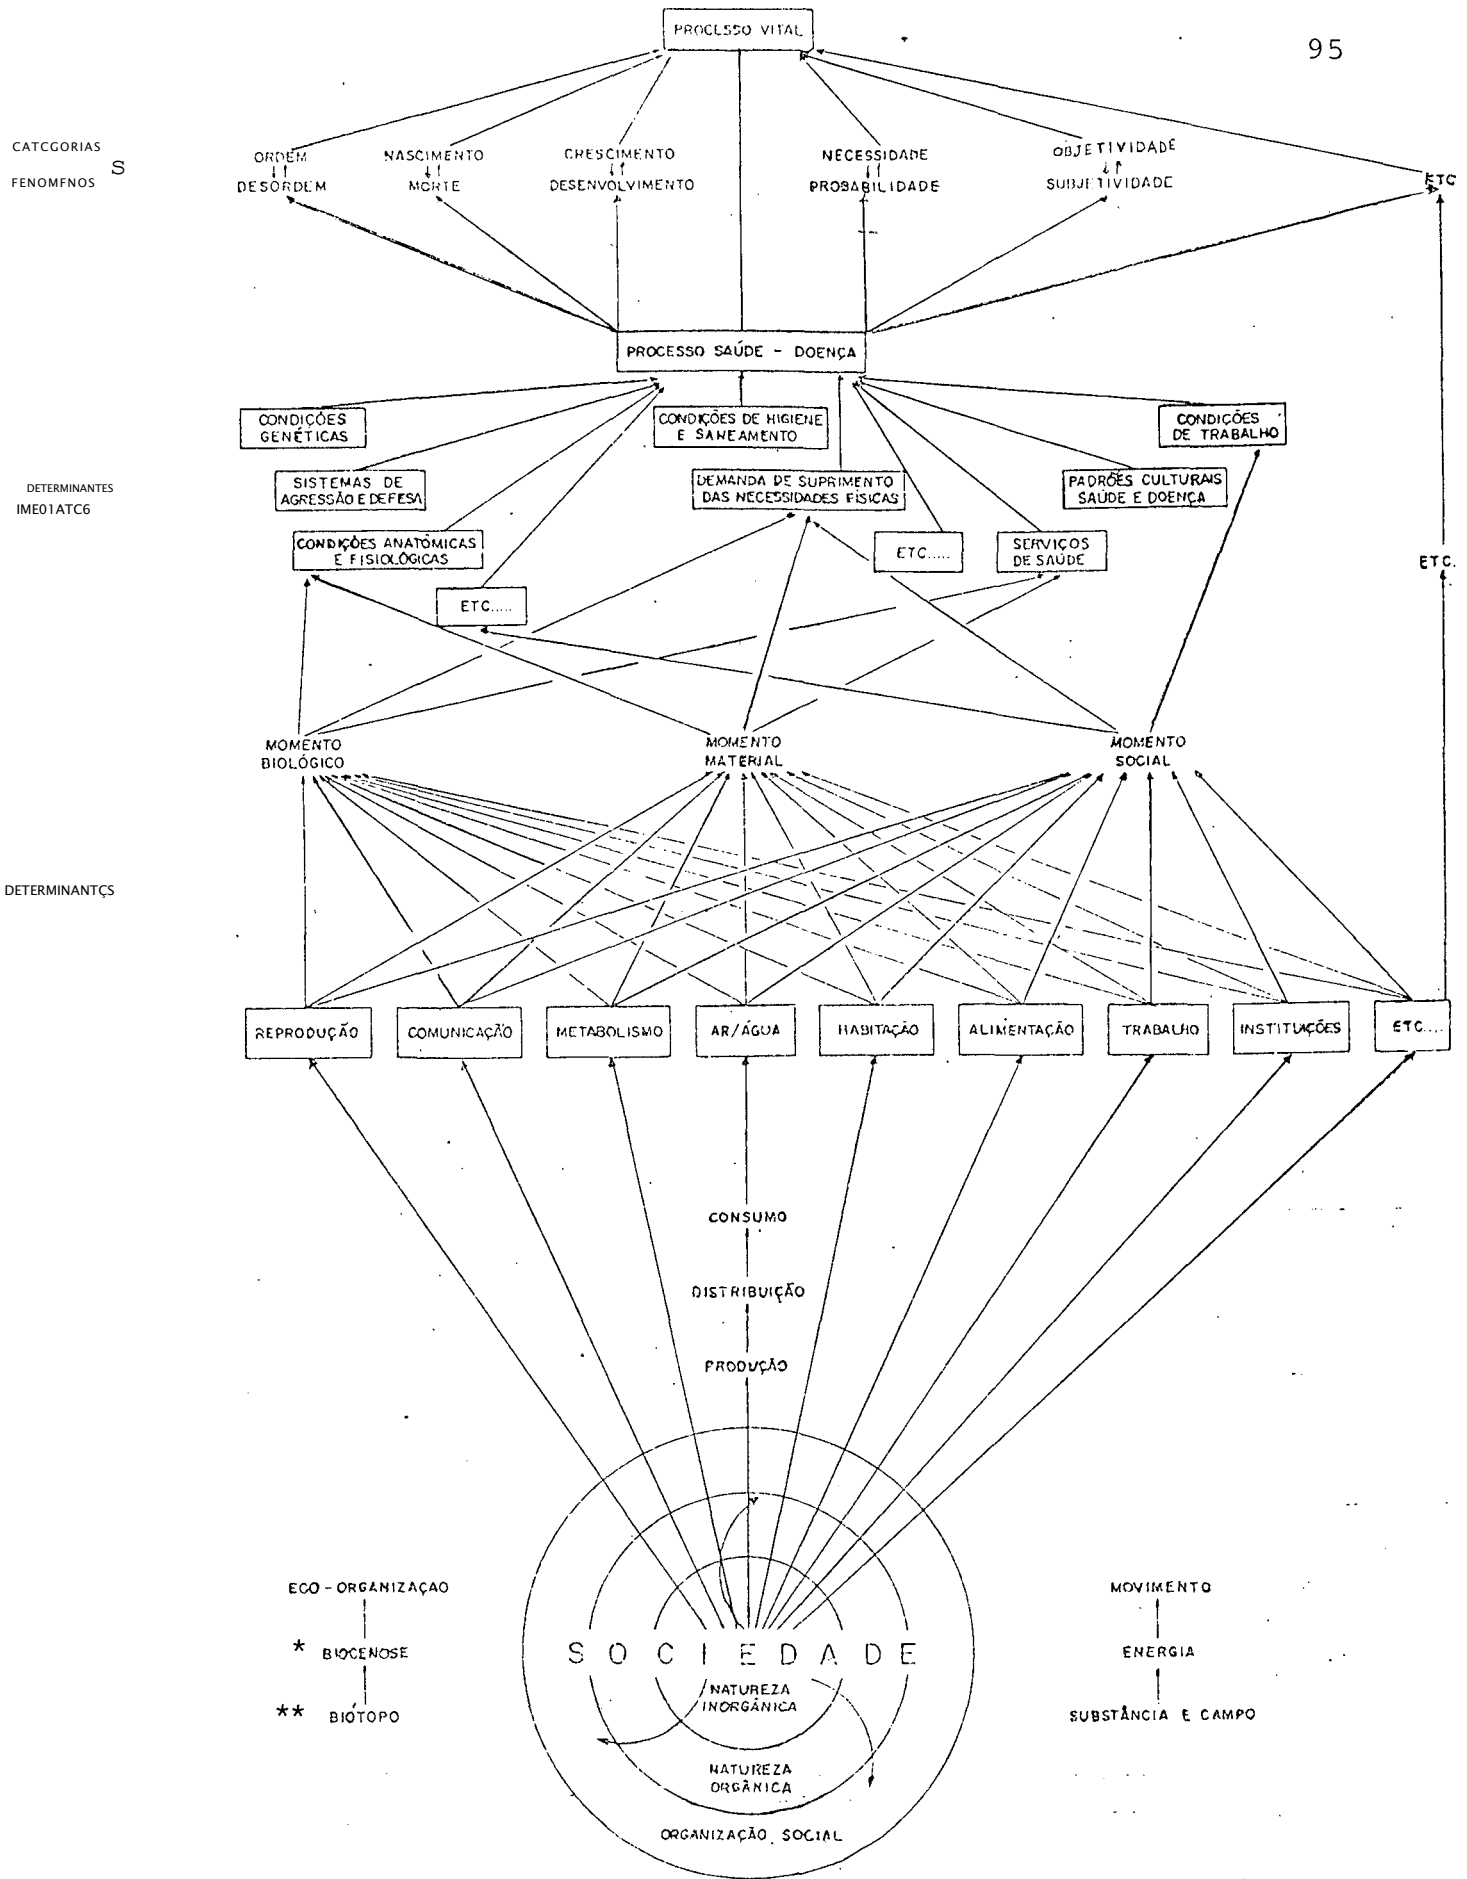 PROCESSO VITAL
95
CATCGORIAS
S
FENOMFNOS
ORDEM
DESORDEM
NASCIMENTO
MORTE
CRESCIMENTO
DESENVOLVIMENTO
NECESSIDADE
PROBABILIDADE
OBJETIVIDADE
SUBJETIVIDADE
ETC
PROCESSO SAÚDE - DOENÇA
CONDIÇÕES
GENÉTICAS
CONDIÇÕES DE HIGIENE
E SANEAMENTO
CONDIÇÕES
DE TRABALHO
DETERMINANTES
IME01ATC6
SISTEMAS DE
AGRESSÃO E DEFESA
DEMANDA DE SUPRIMENTO
DAS NECESSIDADES FÍSICAS
PADRÕES CULTURAIS
SAÚDE E DOENÇA
CONDIÇÕES ANATÔMICAS
E FISIOLÓGICAS
ETC.....
SERVIÇOS
DE SAÚDE
ETC.
ETC.....
MOMENTO
BIOLÓGICO
MOMENTO
MATERIAL
MOMENTO
SOCIAL
DETERMINANTÇS
REPRODUÇÃO
COMUNICAÇÃO
METABOLISMO
AR/ÁGUA
HABITAÇÃO
ALIMENTAÇÃO
TRABALHO
INSTITUIÇÕES
ETC....
CONSUMO
DISTRIBUIÇÃO
PRODUÇÃO
ECO-ORGANIZAÇÃO
* BIOCENOSE
** BIÓTOPO
MOVIMENTO
ENERGIA
SUBSTÂNCIA E CAMPO
SOCIEDADE
NATUREZA
INORGÂNICA
NATUREZA
ORGÂNICA
ORGANIZAÇÃO SOCIAL